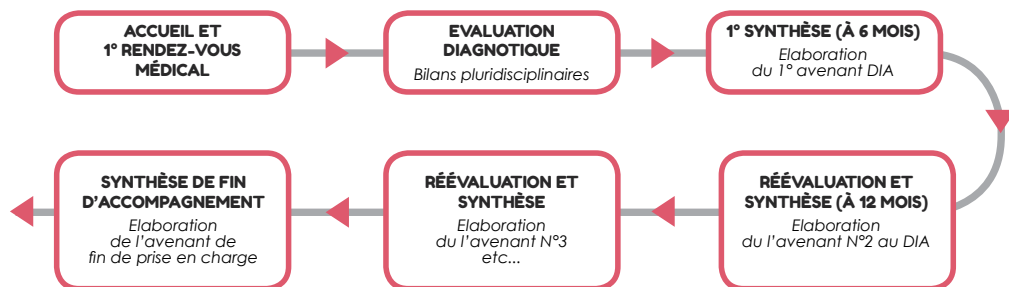 ACCUEIL ET
1° RENDEZ-VOUS
MÉDICAL
EVALUATION
DIAGNOTIQUE
Bilans pluridisciplinaires
1° SYNTHÈSE (À 6 MOIS)
Elaboration
du 1° avenant DIA
SYNTHÈSE DE FIN
D'ACCOMPAGNEMENT
Elaboration
de l'avenant de
fin de prise en charge
RÉÉVALUATION ET
SYNTHÈSE
Elaboration
du l'avenant N°3
etc...
RÉÉVALUATION ET
SYNTHÈSE (À 12 MOIS)
Elaboration
du l'avenant N°2 au DIA